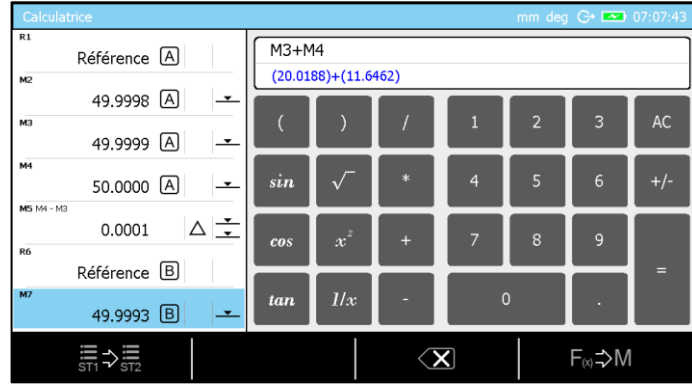 Calculatrice
mm deg 07:07:43
R1
Référence A
M2
49.9998 A
M3
49.9999 A
M4
50.0000 A
M5 M4 - M3
0.0001
R6
Référence B
M7
49.9993 B
M3+M4
(20.0188)+(11.6462)
( ) / 1 2 3 AC
sin √ * 4 5 6 +/-
cos x² + 7 8 9
tan 1/x - 0 . =
ST1 ST2
F(x) M